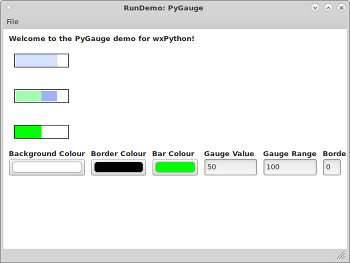 RunDemo: PyGauge
File
Welcome to the PyGauge demo for wxPython!
Background Colour Border Colour Bar Colour Gauge Value Gauge Range Borde
50 100 0